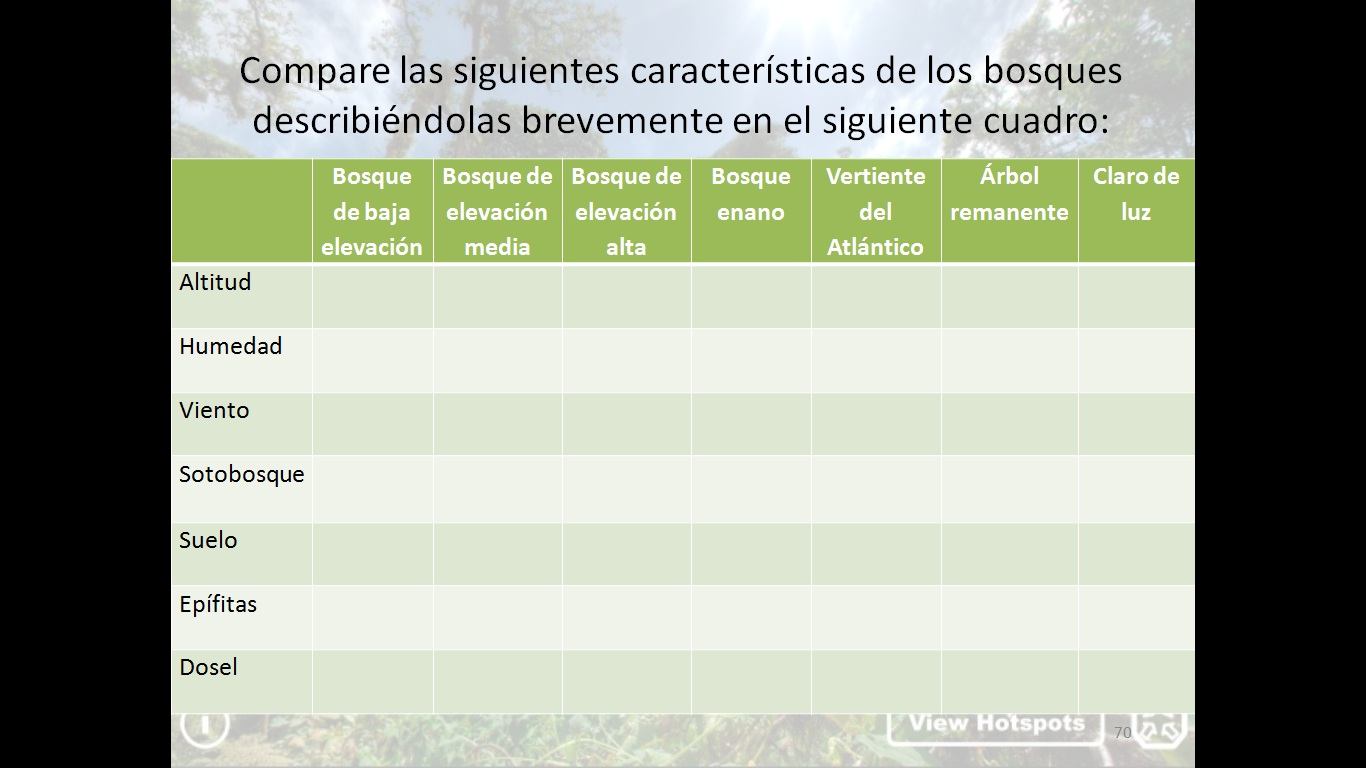 Compare las siguientes características de los bosques
describiéndolas brevemente en el siguiente cuadro:
Bosque de baja elevación
Bosque de elevación media
Bosque de elevación alta
Bosque enano
Vertiente del Atlántico
Árbol remanente
Claro de luz
Altitud
Humedad
Viento
Sotobosque
Suelo
Epífitas
Dosel
View Hotspots
70